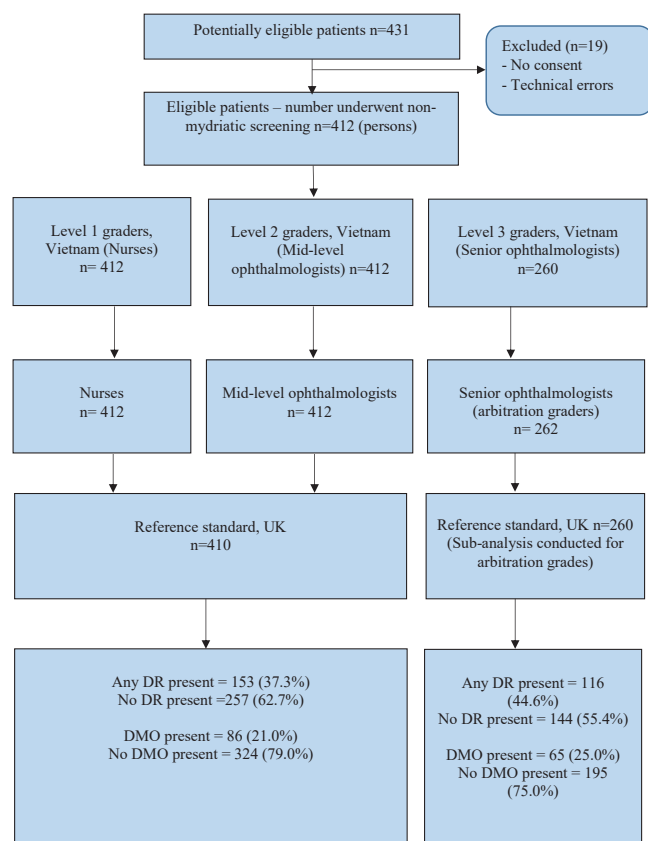 Potentially eligible patients n=431
Excluded (n=19)
- No consent
- Technical errors
Eligible patients – number underwent non-
mydriatic screening n=412 (persons)
Level 1 graders,
Vietnam (Nurses)
n= 412
Level 2 graders, Vietnam
(Mid-level
ophthalmologists) n=412
Level 3 graders, Vietnam
(Senior ophthalmologists)
n=260
Nurses
n= 412
Mid-level ophthalmologists
n= 412
Senior ophthalmologists
(arbitration graders)
n= 262
Reference standard, UK
n=410
Reference standard, UK n=260
(Sub-analysis conducted for
arbitration grades)
Any DR present = 153 (37.3%)
No DR present =257 (62.7%)
DMO present = 86 (21.0%)
No DMO present = 324 (79.0%)
Any DR present = 116
(44.6%)
No DR present = 144 (55.4%)
DMO present = 65 (25.0%)
No DMO present = 195
(75.0%)